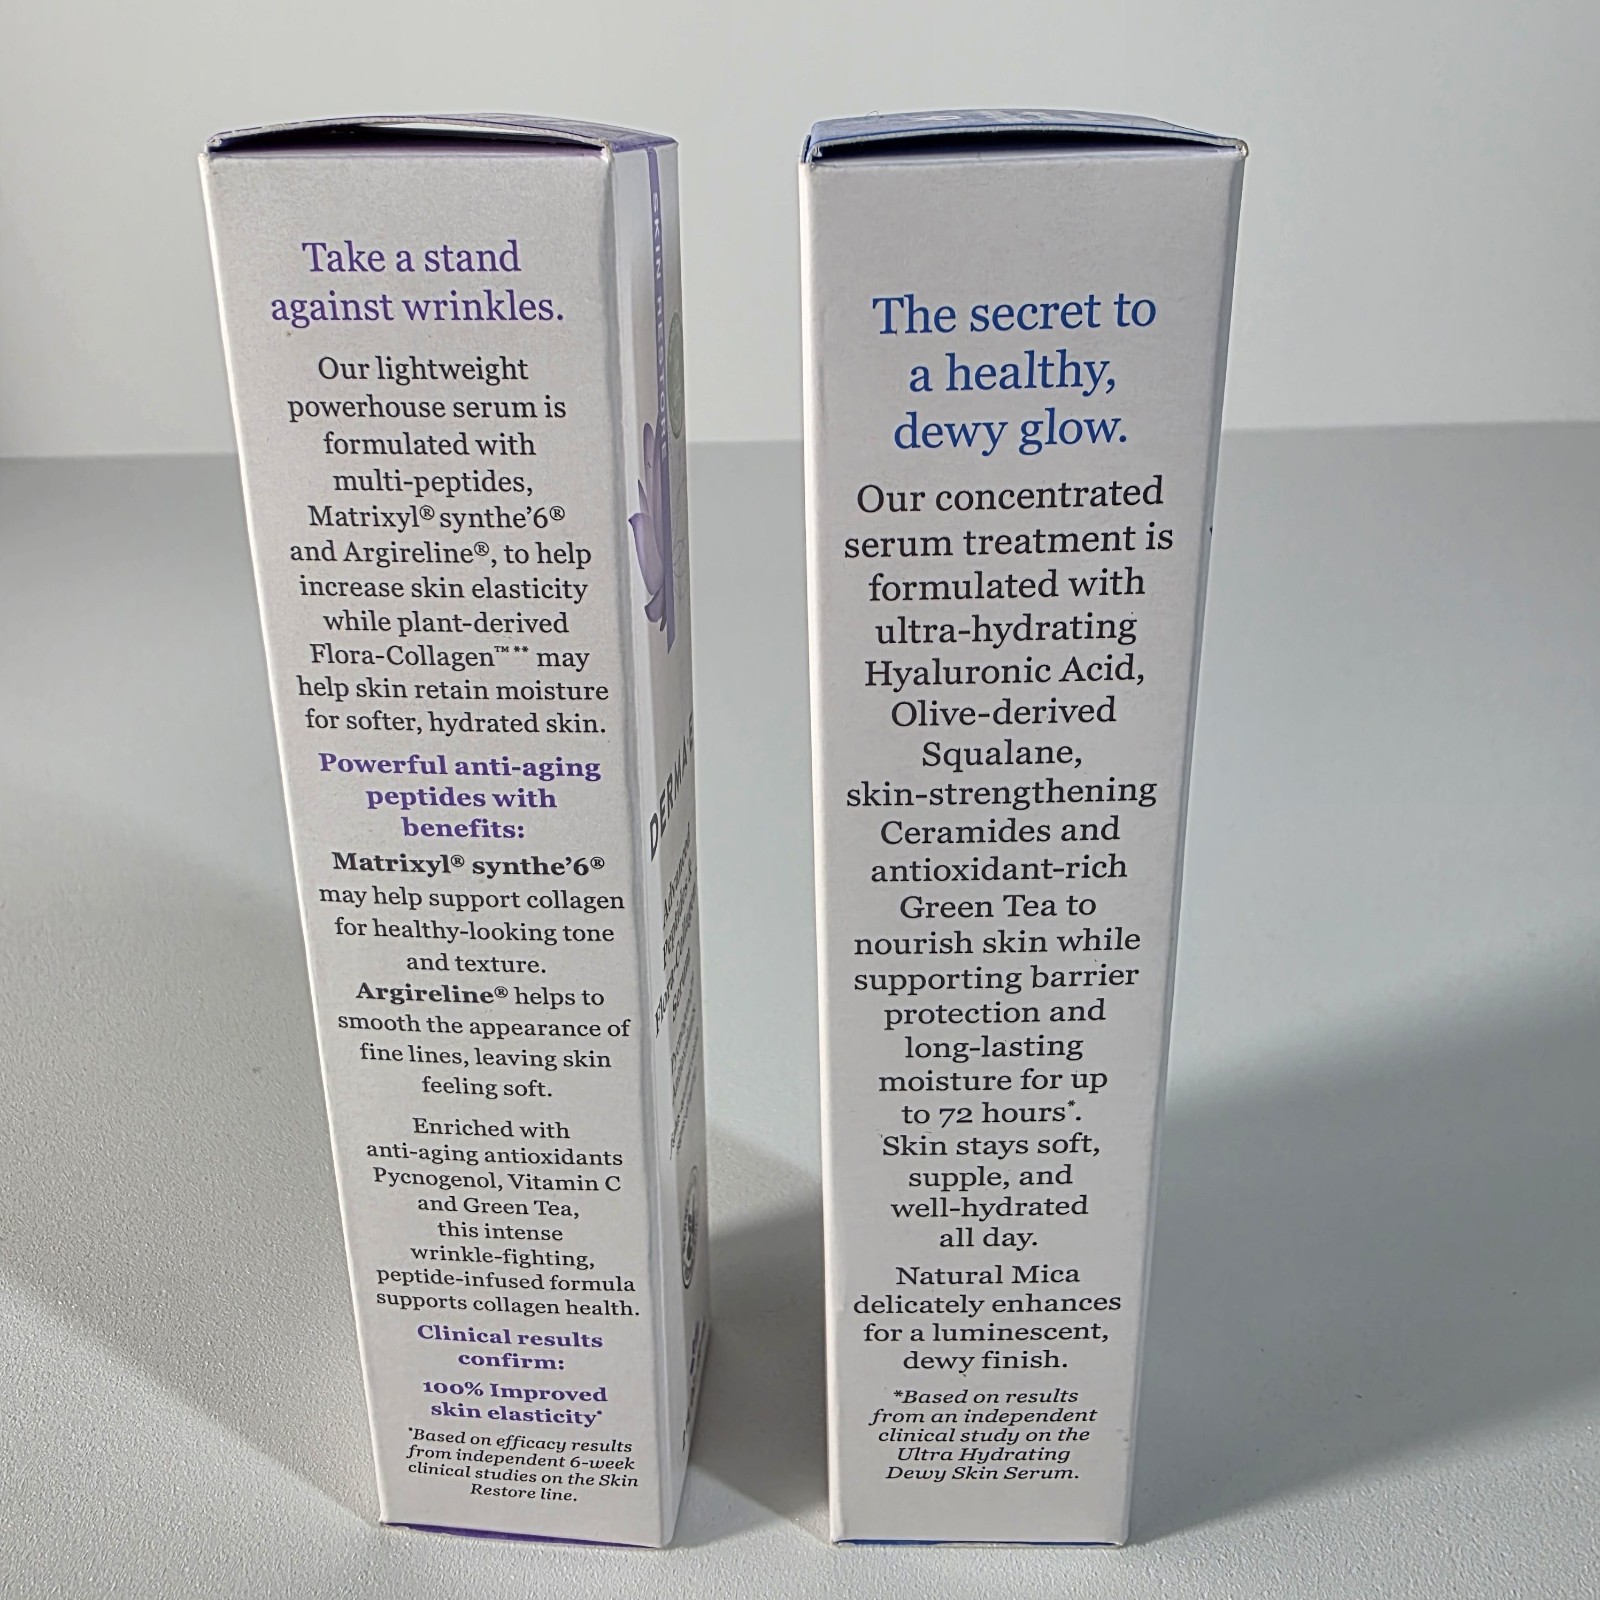 Take a stand
against wrinkles.
Our lightweight
powerhouse serum is
formulated with
multi-peptides,
Matrixyl® synthe’6®
and Argireline®, to help
increase skin elasticity
while plant-derived
Flora-Collagen™** may
help skin retain moisture
for softer, hydrated skin.
Powerful anti-aging
peptides with
benefits:
Matrixyl® synthe’6®
may help support collagen
for healthy-looking tone
and texture.
Argireline® helps to
smooth the appearance of
fine lines, leaving skin
feeling soft.
Enriched with
anti-aging antioxidants
Pycnogenol, Vitamin C
and Green Tea,
this intense
wrinkle-fighting,
peptide-infused formula
supports collagen health.
Clinical results
confirm:
100% Improved
skin elasticity*
*Based on efficacy results
from independent 6-week
clinical studies on the Skin
Restore line.
SKIN RESTORE
DERMA·E
Advanced
Peptides &
Flora-Collagen
Serum
The secret to
a healthy,
dewy glow.
Our concentrated
serum treatment is
formulated with
ultra-hydrating
Hyaluronic Acid,
Olive-derived
Squalane,
skin-strengthening
Ceramides and
antioxidant-rich
Green Tea to
nourish skin while
supporting barrier
protection and
long-lasting
moisture for up
to 72 hours*.
Skin stays soft,
supple, and
well-hydrated
all day.
Natural Mica
delicately enhances
for a luminescent,
dewy finish.
*Based on results
from an independent
clinical study on the
Ultra Hydrating
Dewy Skin Serum.